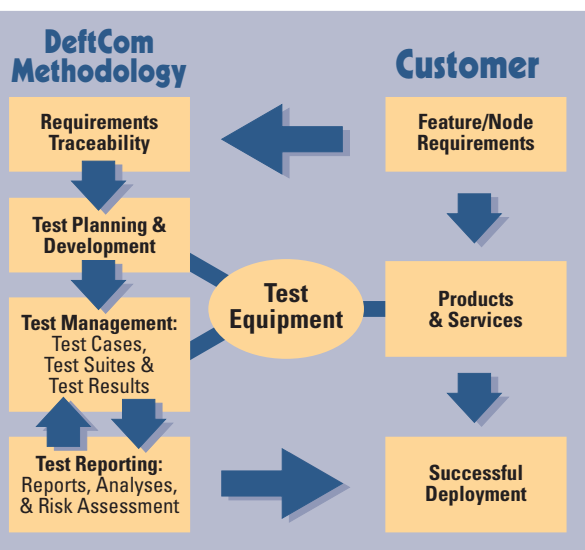 DeftCom
Methodology
Customer
Requirements
Traceability
Feature/Node
Requirements
Test Planning &
Development
Test
Equipment
Products
& Services
Test Management:
Test Cases,
Test Suites &
Test Results
Test Reporting:
Reports, Analyses,
& Risk Assessment
Successful
Deployment